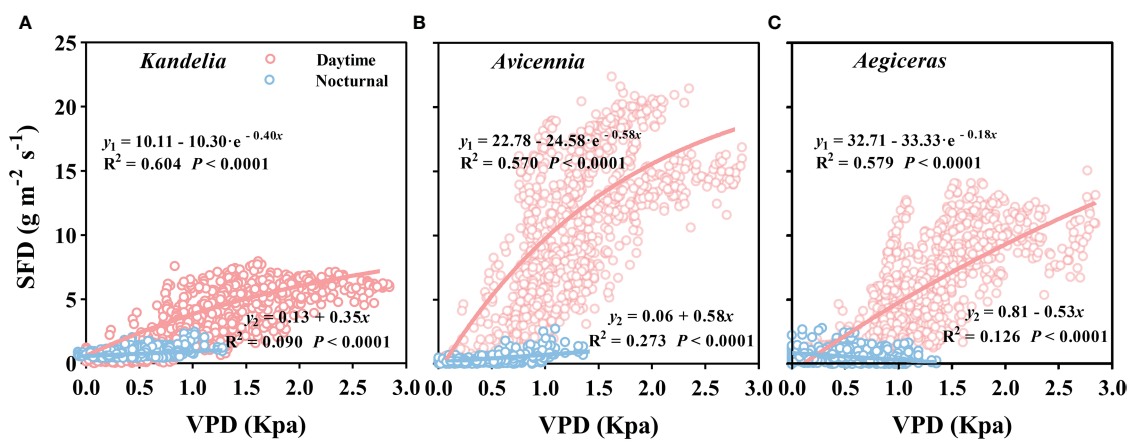 A
B
C
Kandelia
Daytime
Nocturnal
Avicennia
Aegiceras
y₁ = 10.11 - 10.30·e⁻⁰·⁴⁰ˣ
R² = 0.604 P < 0.0001
y₁ = 22.78 - 24.58·e⁻⁰·⁵⁸ˣ
R² = 0.570 P < 0.0001
y₁ = 32.71 - 33.33·e⁻⁰·¹⁸ˣ
R² = 0.579 P < 0.0001
y₂ = 0.13 + 0.35x
R² = 0.090 P < 0.0001
y₂ = 0.06 + 0.58x
R² = 0.273 P < 0.0001
y₂ = 0.81 - 0.53x
R² = 0.126 P < 0.0001
SFD (g m⁻² s⁻¹)
25
20
15
10
5
0
0.0 0.5 1.0 1.5 2.0 2.5 3.0
0.0 0.5 1.0 1.5 2.0 2.5 3.0
0.0 0.5 1.0 1.5 2.0 2.5 3.0
VPD (Kpa)
VPD (Kpa)
VPD (Kpa)